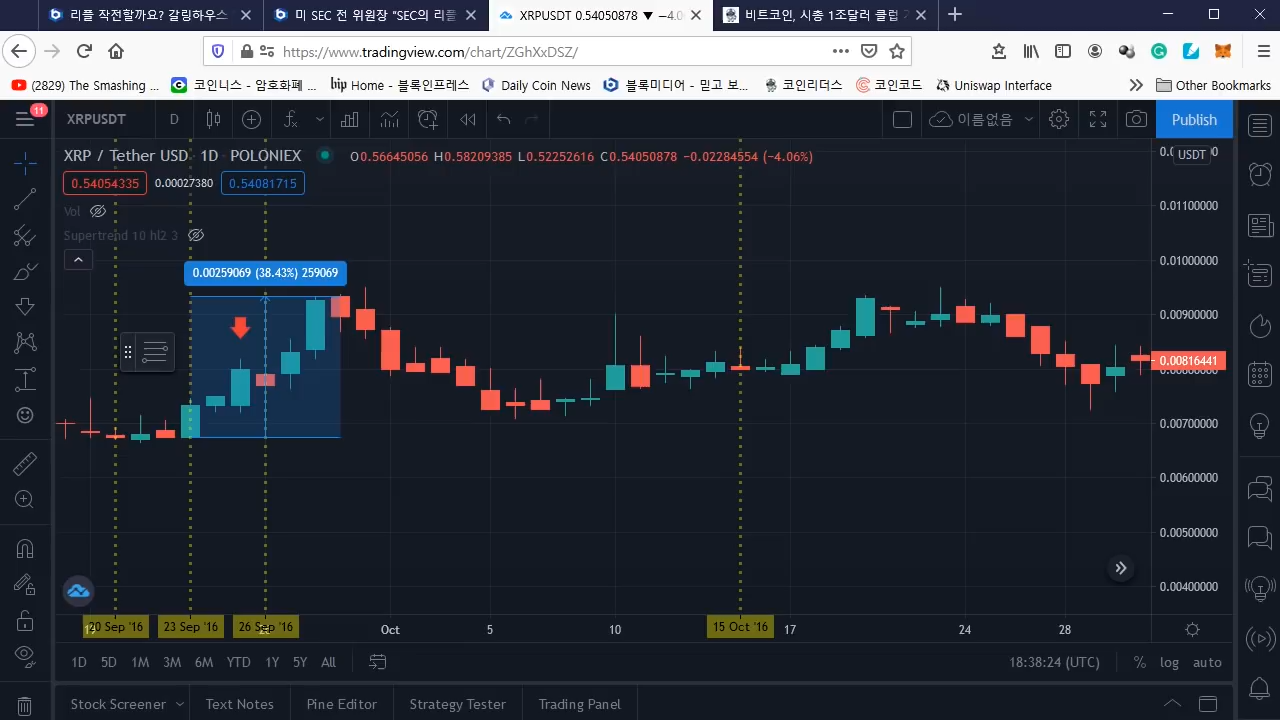 리플 작전할까요? 갈링하우스
미 SEC 전 위원장 "SEC의 리플
XRPUSDT 0.54050878 ▼ −4.0
비트코인, 시총 1조달러 클럽
https://www.tradingview.com/chart/ZGhXxDSZ/
(2829) The Smashing ...
코인니스 - 암호화폐 ...
bip Home - 블록인프레스
Daily Coin News
블록미디어 - 믿고 보...
코인리더스
코인코드
Uniswap Interface
Other Bookmarks
11
XRPUSDT
D
이름없음
Publish
XRP / Tether USD 1D POLONIEX
O0.56645056 H0.58209385 L0.52252616 C0.54050878 −0.02284554 (−4.06%)
USDT
0.54054335
0.00027380
0.54081715
Vol
Supertrend 10 hl2 3
0.00259069 (38.43%) 259069
0.01100000
0.01000000
0.00900000
0.00816441
0.00700000
0.00600000
0.00500000
0.00400000
20 Sep '16
23 Sep '16
26 Sep '16
Oct
5
10
15 Oct '16
17
24
28
1D 5D 1M 3M 6M YTD 1Y 5Y All
18:38:24 (UTC)
% log auto
Stock Screener
Text Notes
Pine Editor
Strategy Tester
Trading Panel